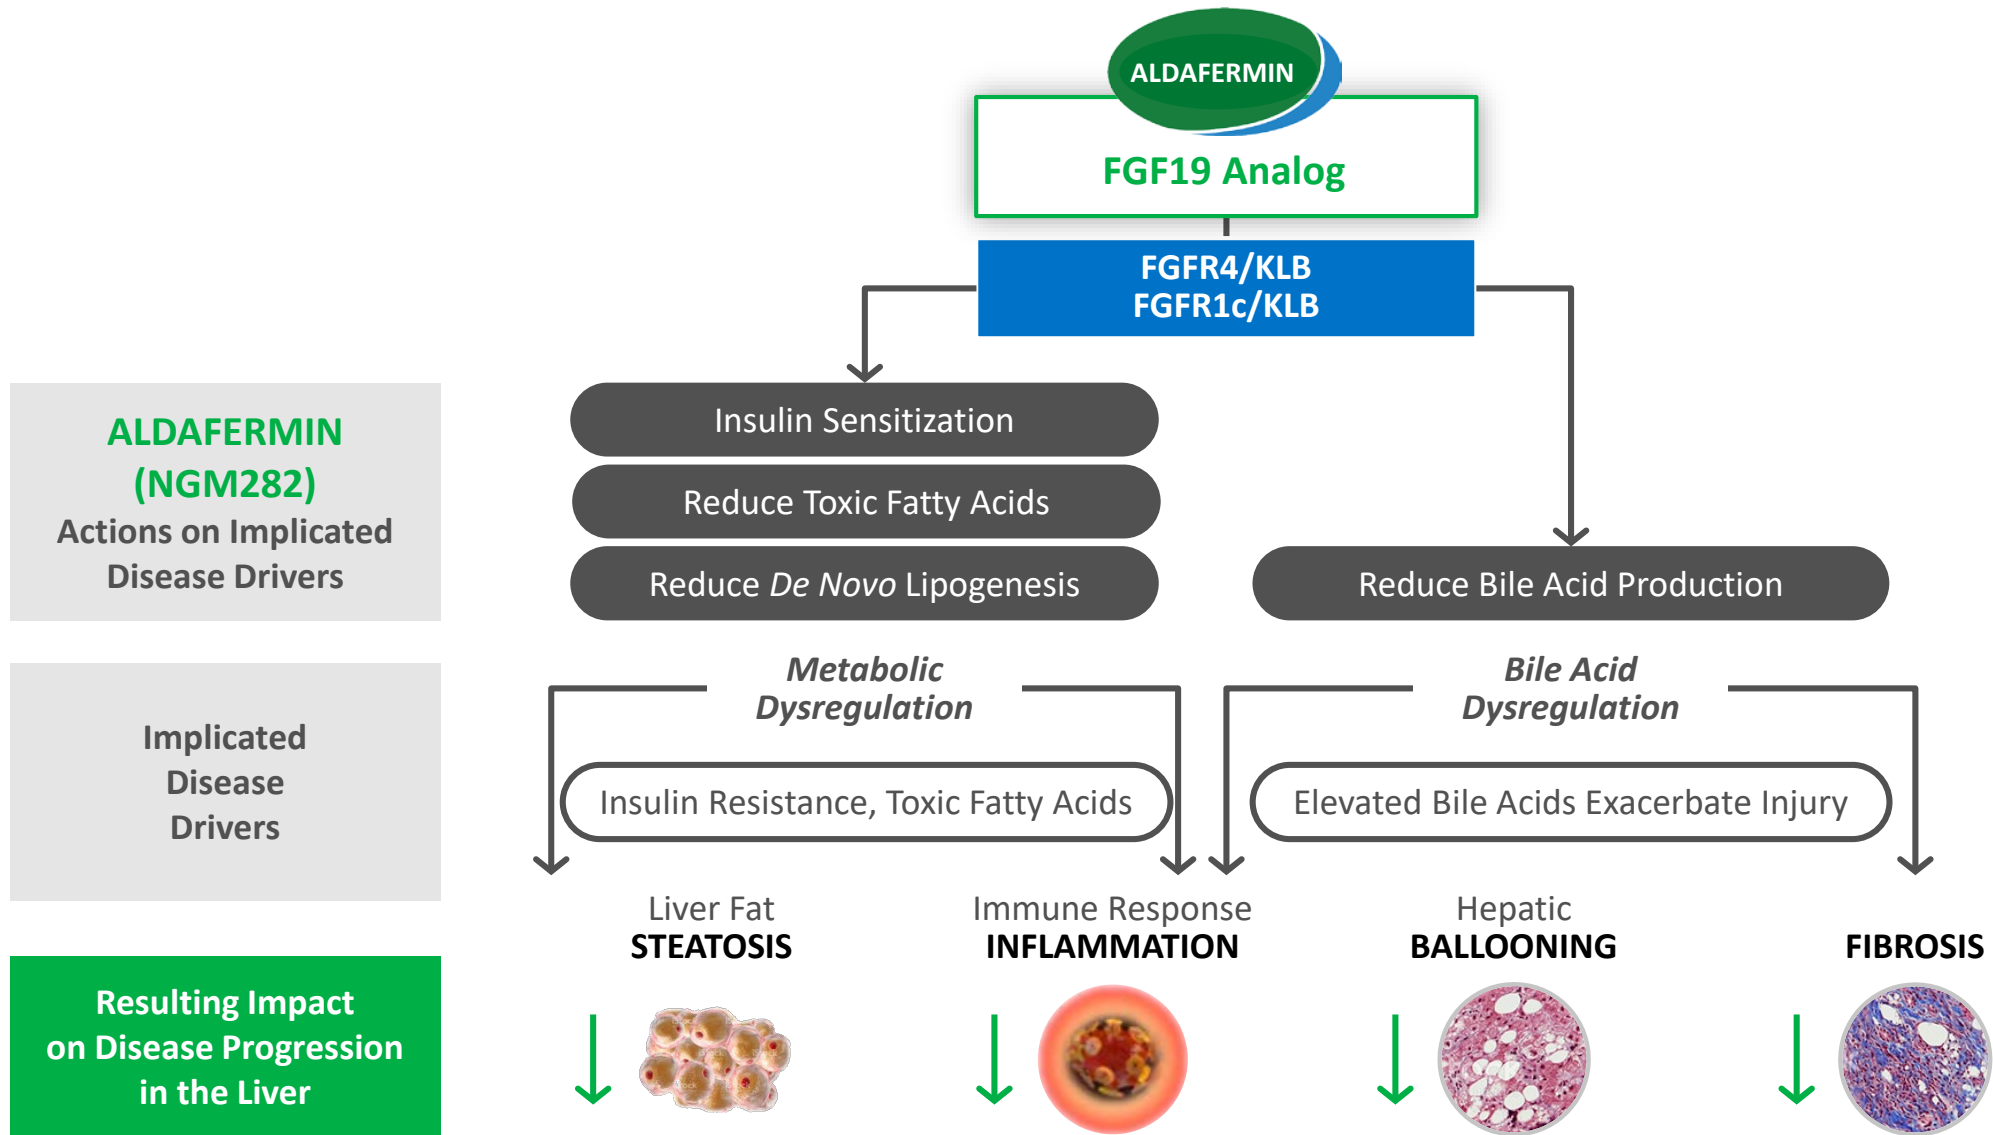 ALDAFERMIN
FGF19 Analog
FGFR4/KLB
FGFR1c/KLB
ALDAFERMIN
(NGM282)
Actions on Implicated
Disease Drivers
Insulin Sensitization
Reduce Toxic Fatty Acids
Reduce De Novo Lipogenesis
Reduce Bile Acid Production
Implicated
Disease
Drivers
Metabolic
Dysregulation
Bile Acid
Dysregulation
Insulin Resistance, Toxic Fatty Acids
Elevated Bile Acids Exacerbate Injury
Liver Fat
STEATOSIS
Immune Response
INFLAMMATION
Hepatic
BALLOONING
FIBROSIS
Resulting Impact
on Disease Progression
in the Liver